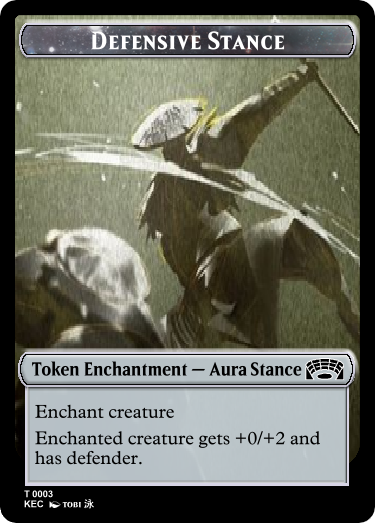 Defensive Stance
Token Enchantment — Aura Stance
Enchant creature
Enchanted creature gets +0/+2 and
has defender.
T 0003
KEC TOBI 泳